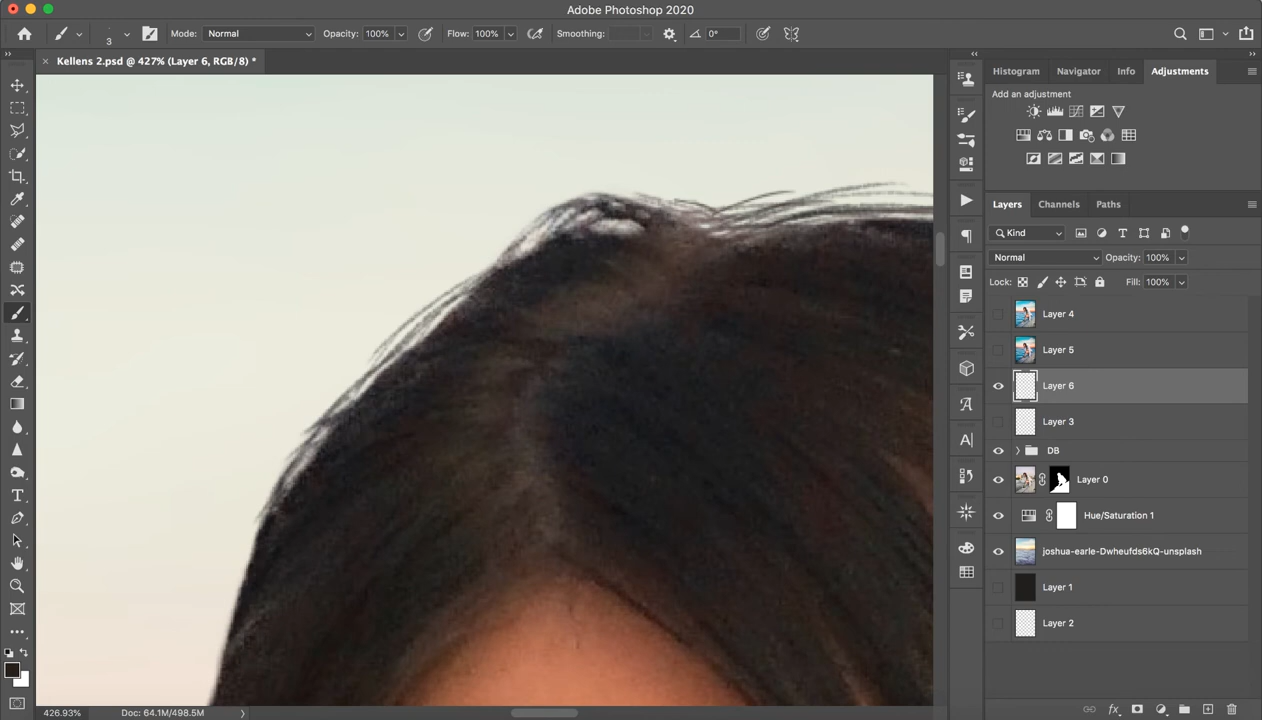 Adobe Photoshop 2020
3
Mode: Normal
Opacity: 100%
Flow: 100%
Smoothing:
0°
Kellens 2.psd @ 427% (Layer 6, RGB/8) *
Histogram
Navigator
Info
Adjustments
Add an adjustment
Layers
Channels
Paths
Kind
Normal
Opacity: 100%
Lock:
Fill: 100%
Layer 4
Layer 5
Layer 6
Layer 3
DB
Layer 0
Hue/Saturation 1
joshua-earle-Dwheufds6kQ-unsplash
Layer 1
Layer 2
426.93%
Doc: 64.1M/498.5M